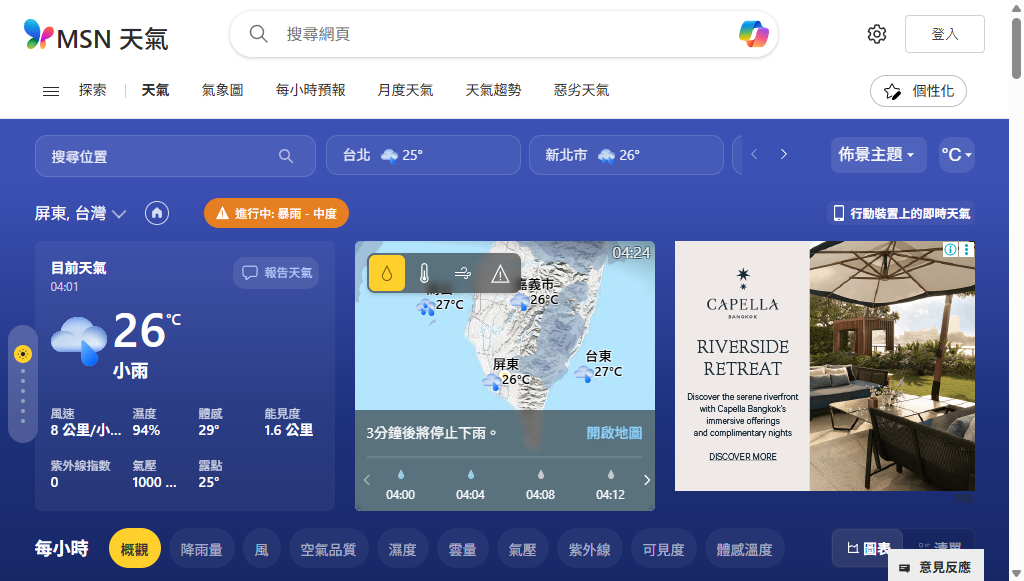 MSN 天氣
搜尋網頁
登入
探索
天氣
氣象圖
每小時預報
月度天氣
天氣趨勢
惡劣天氣
個性化
搜尋位置
台北 25°
新北市 26°
佈景主題
°C
屏東, 台灣
進行中: 暴雨 - 中度
行動裝置上的即時天氣
目前天氣
04:01
報告天氣
26°C
小雨
風速 濕度 體感 能見度
8 公里/小... 94% 29° 1.6 公里
紫外線指數 氣壓 露點
0 1000 ... 25°
04:24
27°C
嘉義市
26°C
屏東
26°C
台東
27°C
3分鐘後將停止下雨。
開啟地圖
04:00 04:04 04:08 04:12
CAPELLA
BANGKOK
RIVERSIDE
RETREAT
Discover the serene riverfront
with Capella Bangkok's
immersive offerings
and complimentary nights
DISCOVER MORE
每小時
概觀
降雨量
風
空氣品質
濕度
雲量
氣壓
紫外線
可見度
體感溫度
圖表
清單
意見反應